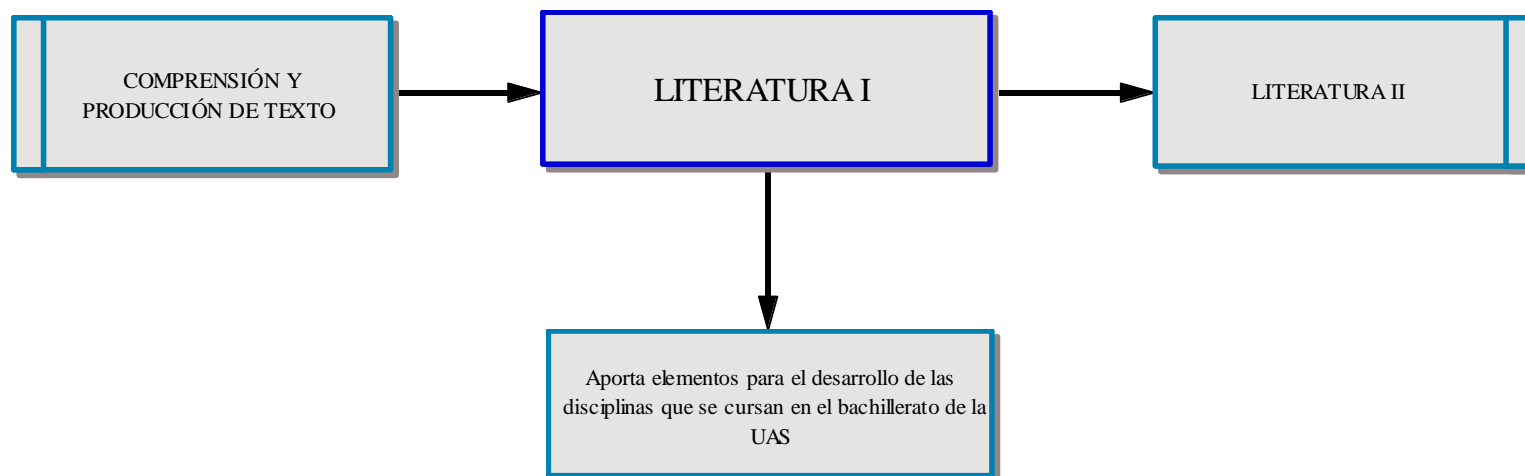 COMPRENSIÓN Y
PRODUCCIÓN DE TEXTO
LITERATURA I
LITERATURA II
Aporta elementos para el desarrollo de las
disciplinas que se cursan en el bachillerato de la
UAS